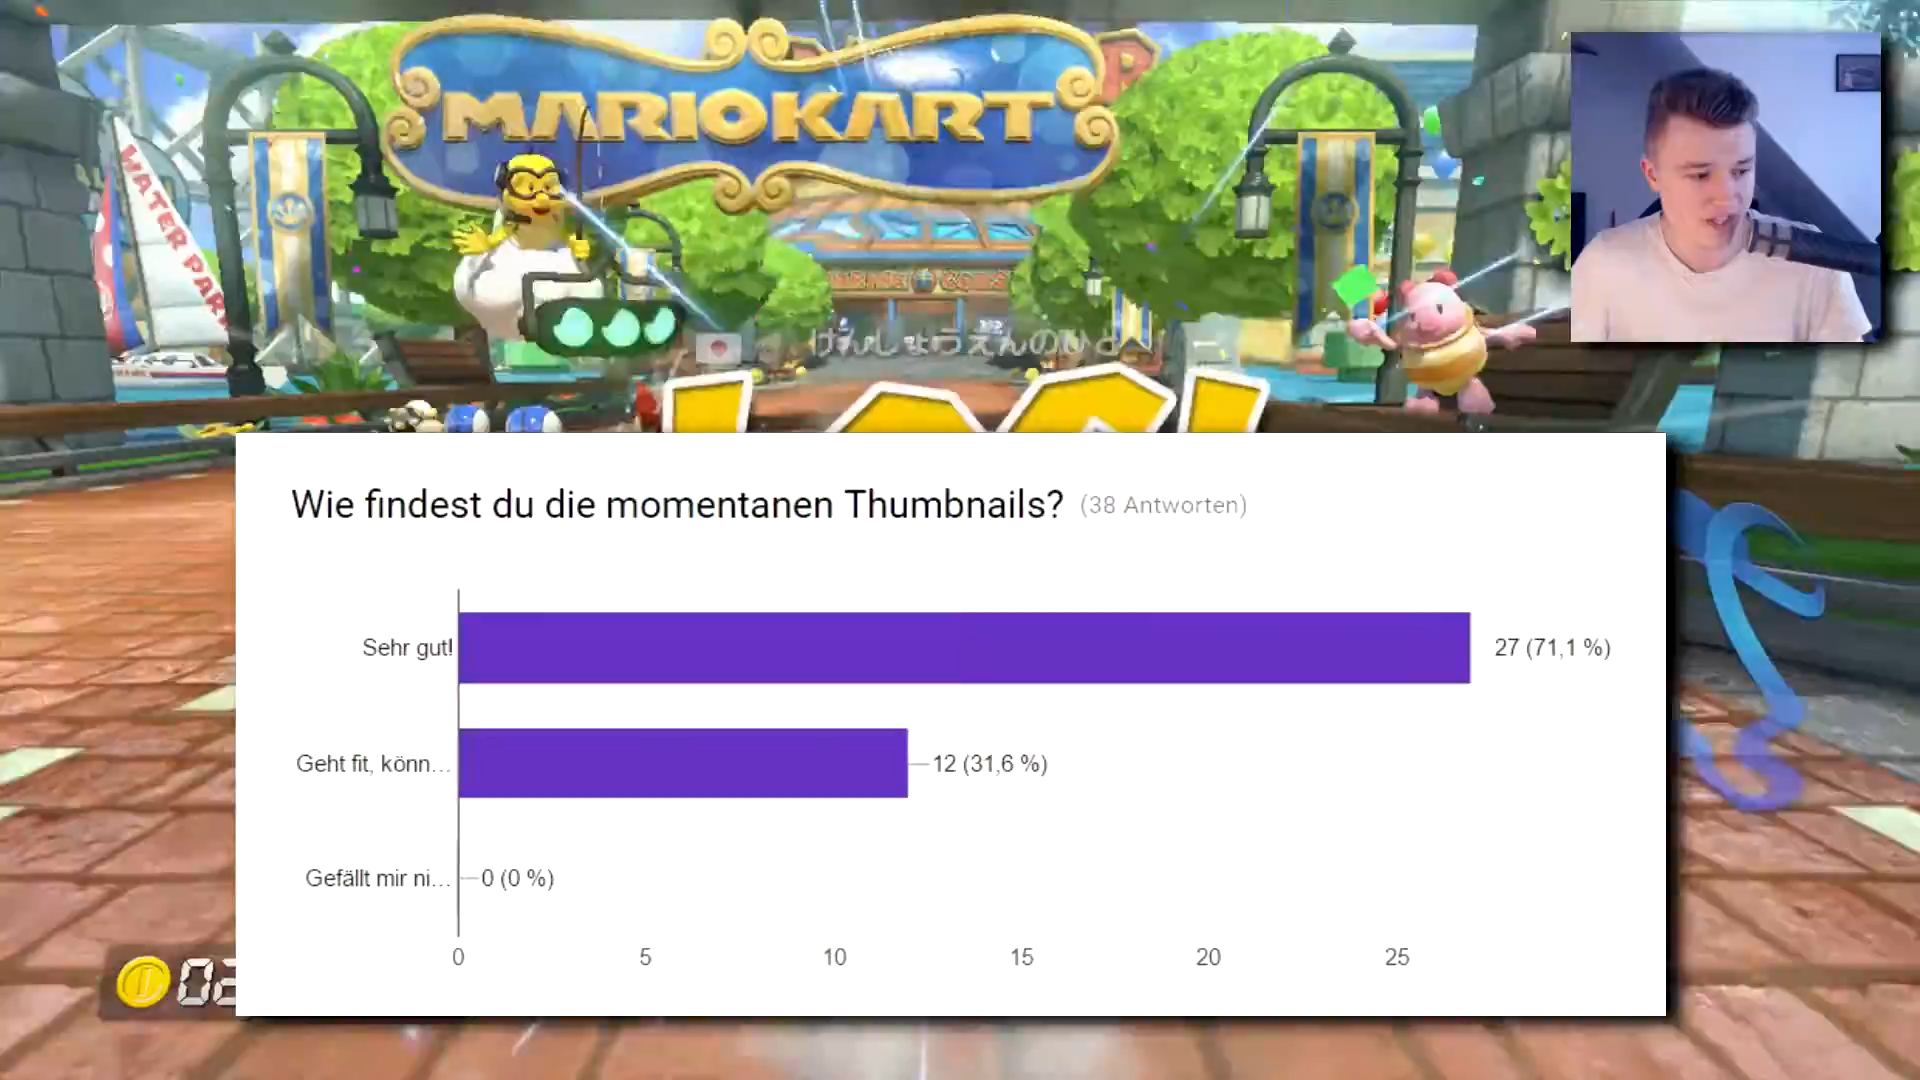 MARIOKART
WATER PARK
Wie findest du die momentanen Thumbnails? (38 Antworten)
Sehr gut! 27 (71,1 %)
Geht fit, könn... 12 (31,6 %)
Gefällt mir ni... 0 (0 %)
0 5 10 15 20 25
02